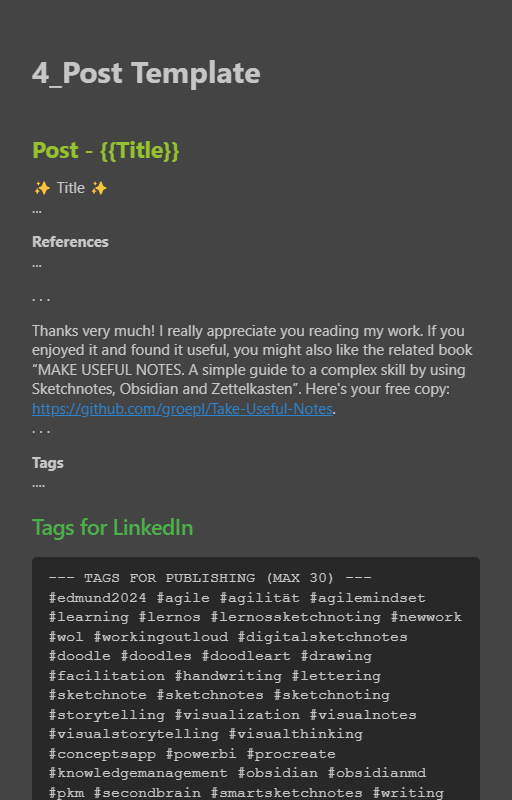 4_Post Template
Post - {{Title}}
✨ Title ✨
...
References
...
. . .
Thanks very much! I really appreciate you reading my work. If you
enjoyed it and found it useful, you might also like the related book
“MAKE USEFUL NOTES. A simple guide to a complex skill by using
Sketchnotes, Obsidian and Zettelkasten”. Here's your free copy:
https://github.com/groepl/Take-Useful-Notes.
. . .
Tags
....
Tags for LinkedIn
--- TAGS FOR PUBLISHING (MAX 30) ---
#edmund2024 #agile #agilität #agilemindset
#learning #lernos #lernossketchnoting #newwork
#wol #workingoutloud #digitalsketchnotes
#doodle #doodles #doodleart #drawing
#facilitation #handwriting #lettering
#sketchnote #sketchnotes #sketchnoting
#storytelling #visualization #visualnotes
#visualstorytelling #visualthinking
#conceptsapp #powerbi #procreate
#knowledgemanagement #obsidian #obsidianmd
#pkm #secondbrain #smartsketchnotes #writing